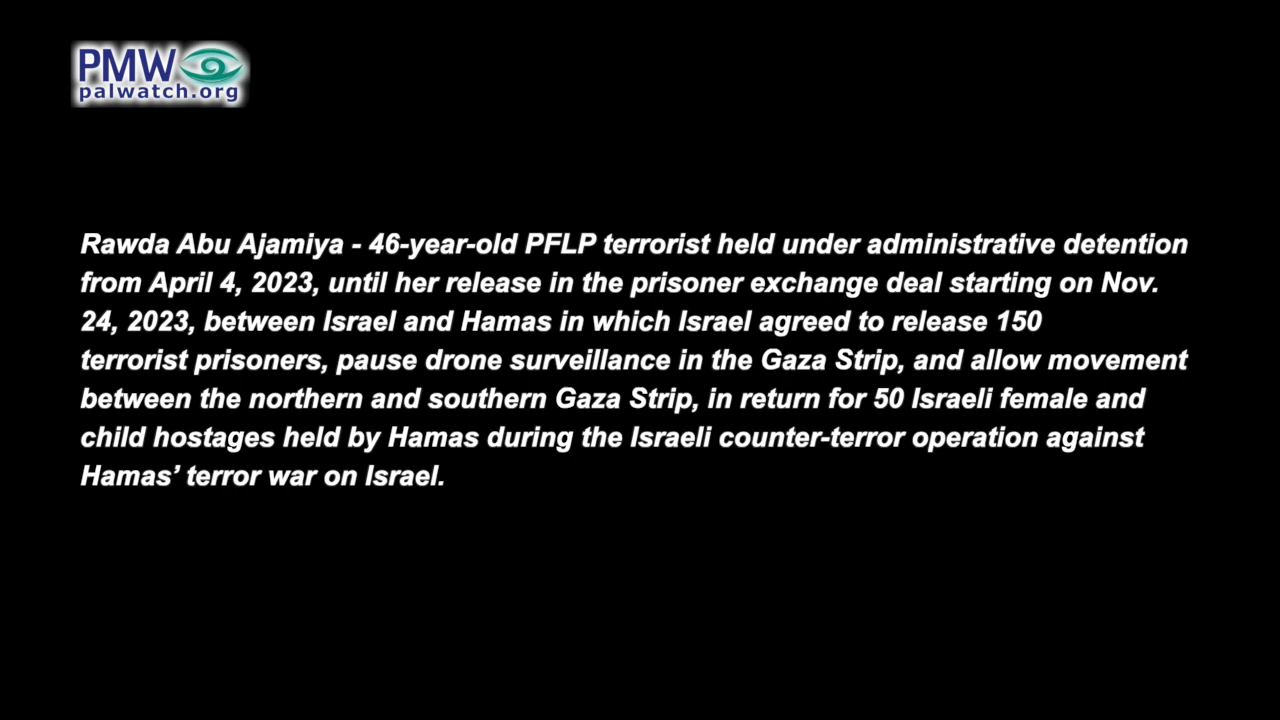 PMW
palwatch.org
Rawda Abu Ajamiya - 46-year-old PFLP terrorist held under administrative detention
from April 4, 2023, until her release in the prisoner exchange deal starting on Nov.
24, 2023, between Israel and Hamas in which Israel agreed to release 150
terrorist prisoners, pause drone surveillance in the Gaza Strip, and allow movement
between the northern and southern Gaza Strip, in return for 50 Israeli female and
child hostages held by Hamas during the Israeli counter-terror operation against
Hamas’ terror war on Israel.